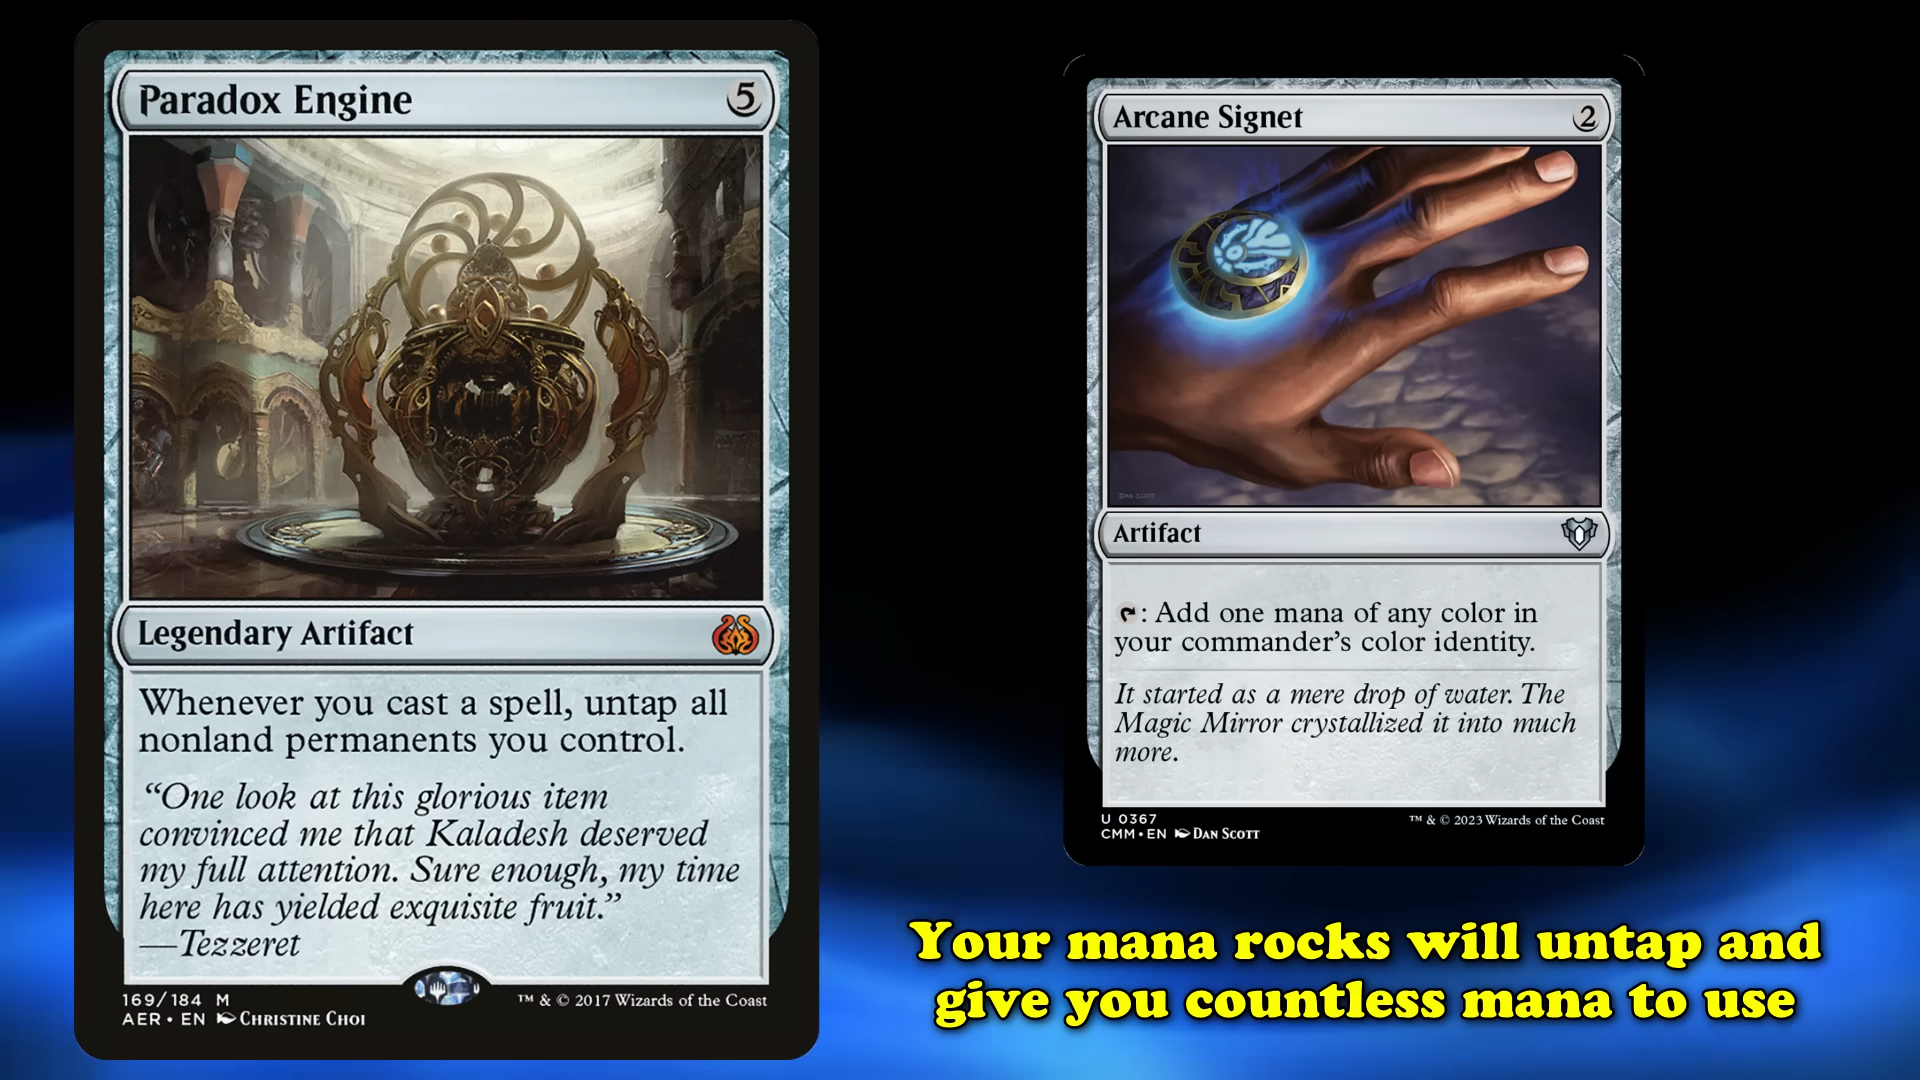 Paradox Engine 5
Legendary Artifact
Whenever you cast a spell, untap all
nonland permanents you control.
“One look at this glorious item
convinced me that Kaladesh deserved
my full attention. Sure enough, my time
here has yielded exquisite fruit.”
—Tezzeret
169/184 M
AER • EN Christine Choi
™ & © 2017 Wizards of the Coast
Arcane Signet 2
Dan Scott
Artifact
: Add one mana of any color in
your commander’s color identity.
It started as a mere drop of water. The
Magic Mirror crystallized it into much
more.
U 0367
CMM • EN Dan Scott
™ & © 2023 Wizards of the Coast
Your mana rocks will untap and
give you countless mana to use